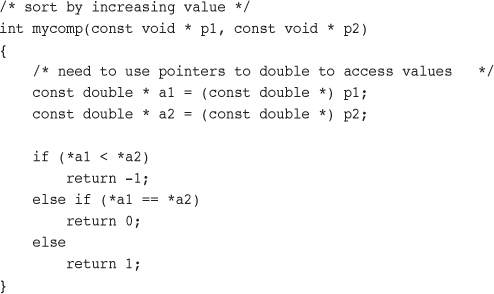 /* sort by increasing value */
int mycomp(const void * p1, const void * p2)
{
    /* need to use pointers to double to access values   */
    const double * a1 = (const double *) p1;
    const double * a2 = (const double *) p2;

    if (*a1 < *a2)
        return -1;
    else if (*a1 == *a2)
        return 0;
    else
        return 1;
}